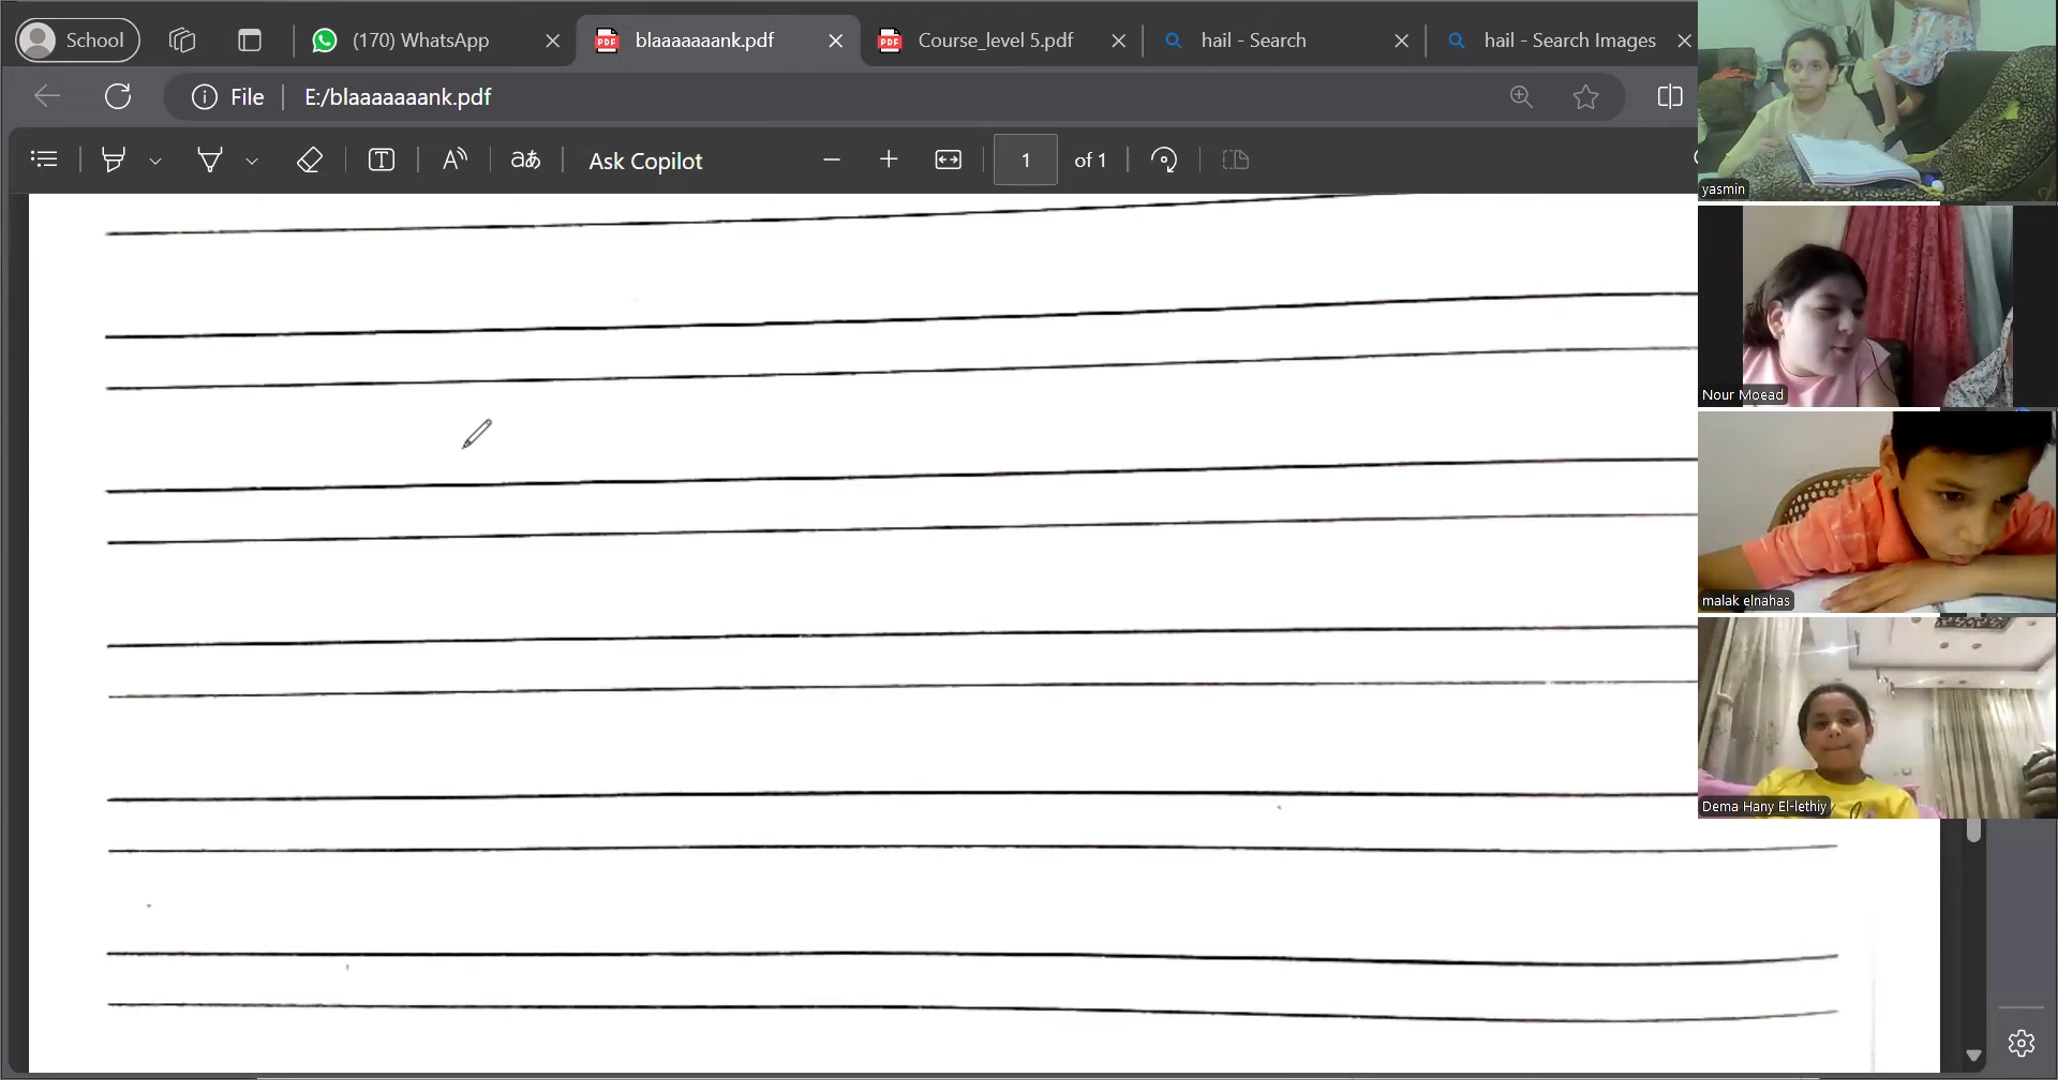 School
(170) WhatsApp
blaaaaaaank.pdf
Course_level 5.pdf
hail - Search
hail - Search Images
File
E:/blaaaaaaank.pdf
Ask Copilot
1
of 1
yasmin
Nour Moead
malak elnahas
Dema Hany El-lethiy